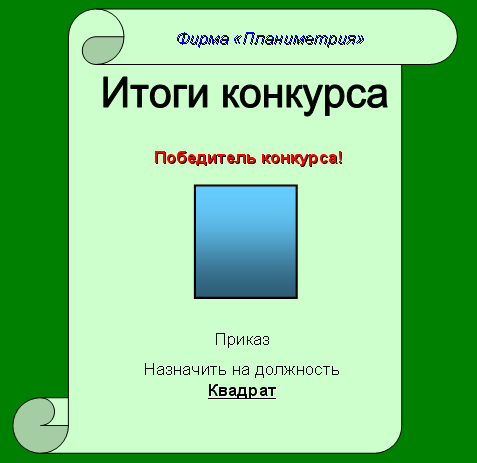 Фирма «Планиметрия»
Итоги конкурса
Победитель конкурса!
Приказ
Назначить на должность
Квадрат